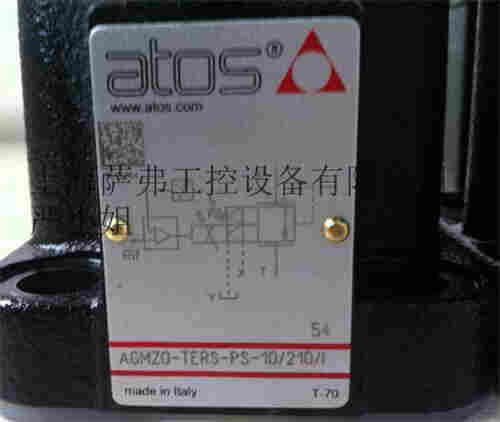 atos®
www.atos.com
萨弗工控设备有限
姐
Y
T
54
AGMZO-TERS-PS-10/210/I
made in Italy
T-70